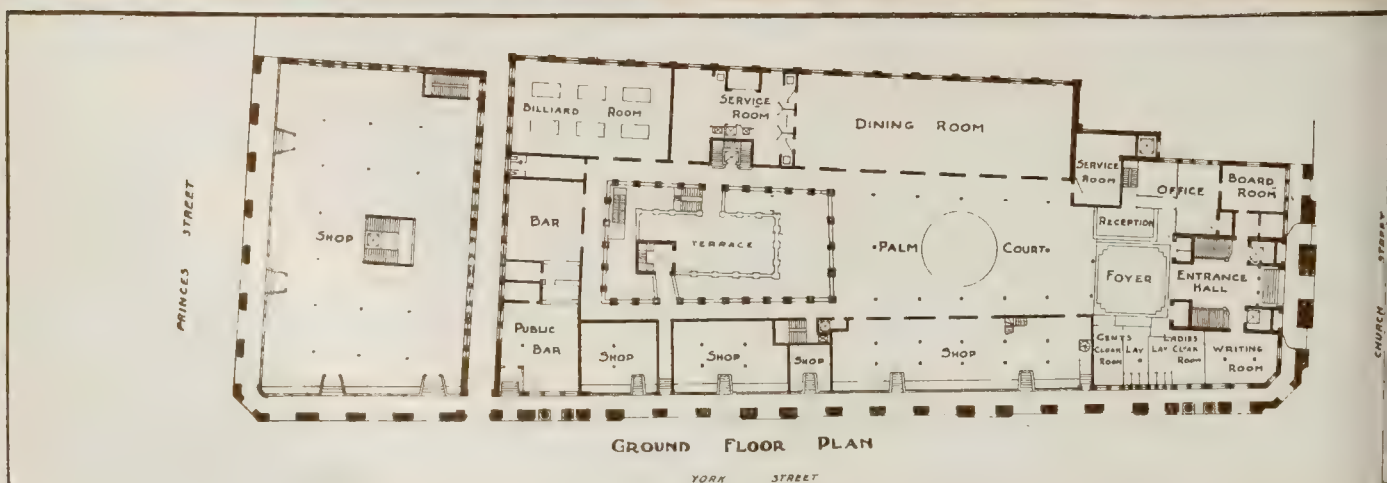 PRINCES STREET
SHOP
BILLIARD ROOM
SERVICE
ROOM
DINING ROOM
BAR
TERRACE
PALM COURT
SERVICE
ROOM
OFFICE
BOARD
ROOM
RECEPTION
FOYER
ENTRANCE
HALL
PUBLIC
BAR
SHOP
SHOP
SHOP
SHOP
GENTS
CLOAK
ROOM
LAV
LADIES
LAV CLOAK
ROOM
WRITING
ROOM
CHURCH STREET
GROUND FLOOR PLAN
YORK STREET